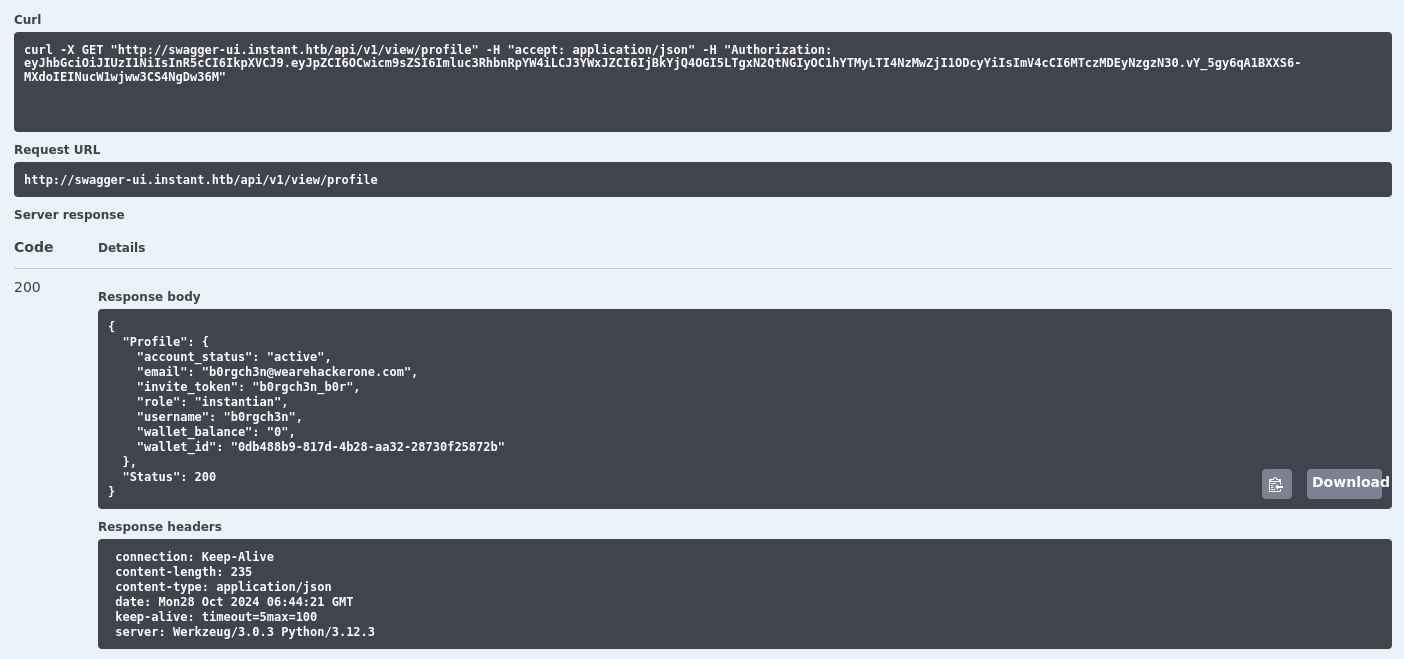 Curl
curl -X GET "http://swagger-ui.instant.htb/api/v1/view/profile" -H "accept: application/json" -H "Authorization:
eyJhbGciOiJIUzI1NiIsInR5cCI6IkpXVCJ9.eyJpZCI6OCwicm9sZSI6Imluc3RhbnRpYW4iLCJ3YWxJZCI6IjBkYjQ4OGI5LTgxN2QtNGIyOC1hYTMyLTI4NzMwZjI1ODcyYiIsImV4cCI6MTczMDEyNzgzN30.vY_5gy6qA1BXXS6-
MXdoIEINucW1wjww3CS4NgDw36M"
Request URL
http://swagger-ui.instant.htb/api/v1/view/profile
Server response
Code Details
200
Response body
{
  "Profile": {
    "account_status": "active",
    "email": "b0rgch3n@wearehackerone.com",
    "invite_token": "b0rgch3n_b0r",
    "role": "instantian",
    "username": "b0rgch3n",
    "wallet_balance": "0",
    "wallet_id": "0db488b9-817d-4b28-aa32-28730f25872b"
  },
  "Status": 200
}
Download
Response headers
connection: Keep-Alive
content-length: 235
content-type: application/json
date: Mon28 Oct 2024 06:44:21 GMT
keep-alive: timeout=5max=100
server: Werkzeug/3.0.3 Python/3.12.3